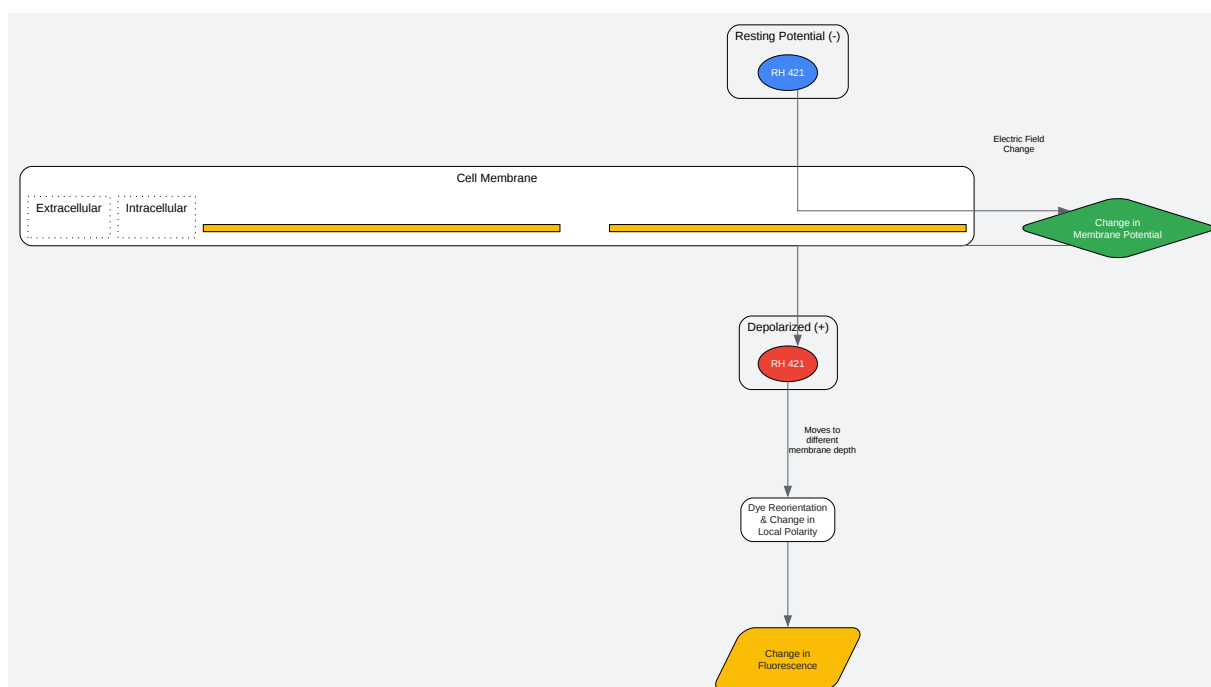 Resting Potential (-)
RH 421
Electric Field
Change
Cell Membrane
Extracellular
Intracellular
Change in
Membrane Potential
Depolarized (+)
RH 421
Moves to
different
membrane depth
Dye Reorientation
& Change in
Local Polarity
Change in
Fluorescence